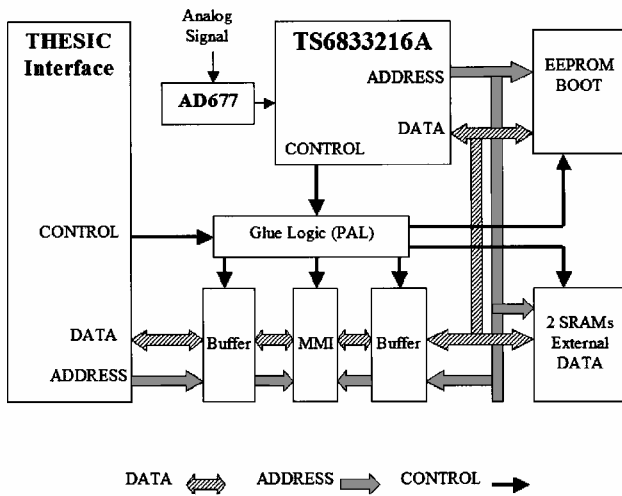 THESIC
Interface
Analog
Signal
AD677
TS6833216A
ADDRESS
DATA
CONTROL
EEPROM
BOOT
CONTROL
Glue Logic (PAL)
DATA
ADDRESS
Buffer
MMI
Buffer
2 SRAMs
External
DATA
DATA
ADDRESS
CONTROL